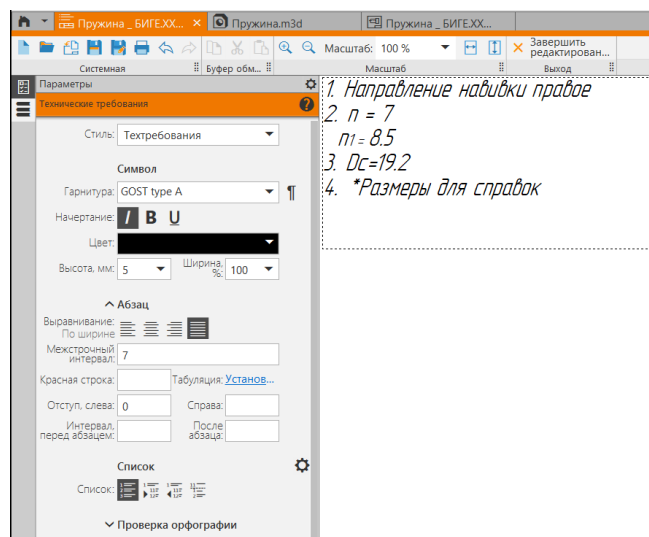 Пружина _ БИГЕ.XX... × Пружина.m3d Пружина _ БИГЕ.XX...
Масштаб: 100 % Завершить
редактирован...
Системная Буфер обм... Масштаб Выход
Параметры
Технические требования
Стиль: Техтребования
Символ
Гарнитура: GOST type A ¶
Начертание: I B U
Цвет:
Высота, мм: 5 Ширина, %: 100
Абзац
Выравнивание:
По ширине
Межстрочный
интервал: 7
Красная строка: Табуляция: Установ...
Отступ, слева: 0 Справа:
Интервал,
перед абзацем: После
абзаца:
Список
Список:
Проверка орфографии
1. Направление навивки правое
2. n = 7
n1 = 8.5
3. Dc=19.2
4. *Размеры для справок